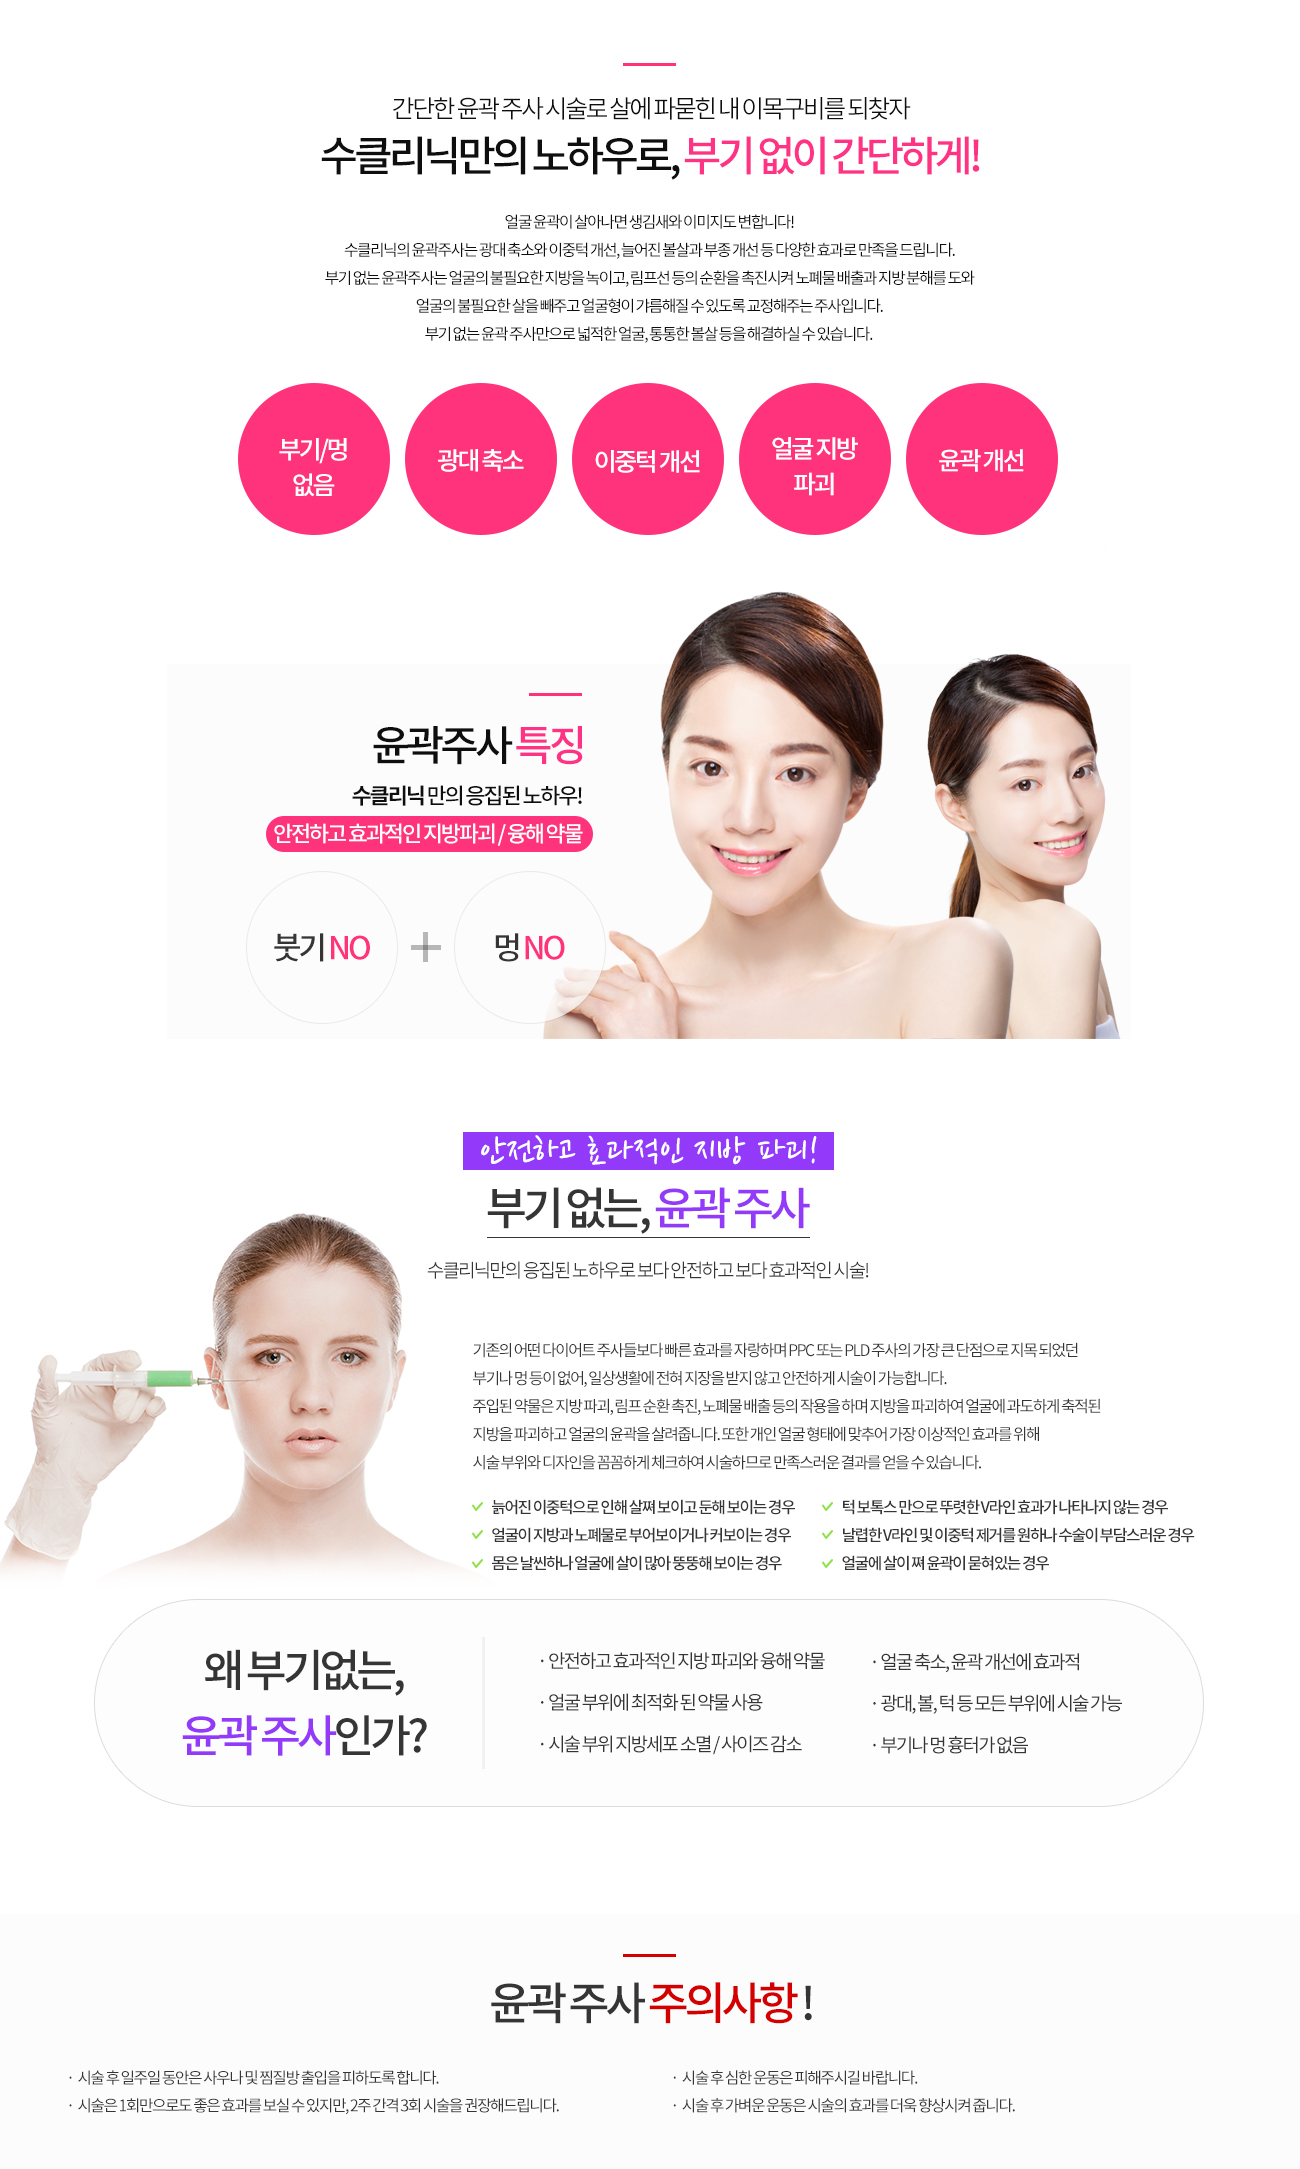 간단한 윤곽 주사 시술로 살에 파묻힌 내 이목구비를 되찾자
수클리닉만의 노하우로, 부기 없이 간단하게!
얼굴 윤곽이 살아나면 생김새와 이미지도 변합니다!
수클리닉의 윤곽주사는 광대 축소와 이중턱 개선, 늘어진 볼살과 부종 개선 등 다양한 효과로 만족을 드립니다.
부기 없는 윤곽주사는 얼굴의 불필요한 지방을 녹이고, 림프선 등의 순환을 촉진시켜 노폐물 배출과 지방 분해를 도와
얼굴의 불필요한 살을 빼주고 얼굴형이 갸름해질 수 있도록 교정해주는 주사입니다.
부기 없는 윤곽 주사만으로 넓적한 얼굴, 통통한 볼살 등을 해결하실 수 있습니다.
부기/멍
없음
광대 축소
이중턱 개선
얼굴 지방
파괴
윤곽 개선
윤곽주사 특징
수클리닉 만의 응집된 노하우!
안전하고 효과적인 지방파괴 / 융해 약물
붓기 NO
멍 NO
안전하고 효과적인 지방 파괴!
부기 없는, 윤곽 주사
수클리닉만의 응집된 노하우로 보다 안전하고 보다 효과적인 시술!
기존의 어떤 다이어트 주사들보다 빠른 효과를 자랑하며 PPC 또는 PLD 주사의 가장 큰 단점으로 지목 되었던
부기나 멍 등이 없어, 일상생활에 전혀 지장을 받지 않고 안전하게 시술이 가능합니다.
주입된 약물은 지방 파괴, 림프 순환 촉진, 노폐물 배출 등의 작용을 하며 지방을 파괴하여 얼굴에 과도하게 축적된
지방을 파괴하고 얼굴의 윤곽을 살려줍니다. 또한 개인 얼굴 형태에 맞추어 가장 이상적인 효과를 위해
시술 부위와 디자인을 꼼꼼하게 체크하여 시술하므로 만족스러운 결과를 얻을 수 있습니다.
늙어진 이중턱으로 인해 살쪄 보이고 둔해 보이는 경우
얼굴이 지방과 노폐물로 부어보이거나 커보이는 경우
몸은 날씬하나 얼굴에 살이 많아 뚱뚱해 보이는 경우
턱 보톡스 만으로 뚜렷한 V라인 효과가 나타나지 않는 경우
날렵한 V라인 및 이중턱 제거를 원하나 수술이 부담스러운 경우
얼굴에 살이 쪄 윤곽이 묻혀있는 경우
왜 부기없는,
윤곽 주사인가?
· 안전하고 효과적인 지방 파괴와 융해 약물
· 얼굴 부위에 최적화 된 약물 사용
· 시술 부위 지방세포 소멸 / 사이즈 감소
· 얼굴 축소, 윤곽 개선에 효과적
· 광대, 볼, 턱 등 모든 부위에 시술 가능
· 부기나 멍 흉터가 없음
윤곽 주사 주의사항 !
· 시술 후 일주일 동안은 사우나 및 찜질방 출입을 피하도록 합니다.
· 시술은 1회만으로도 좋은 효과를 보실 수 있지만, 2주 간격 3회 시술을 권장해드립니다.
· 시술 후 심한 운동은 피해주시길 바랍니다.
· 시술 후 가벼운 운동은 시술의 효과를 더욱 향상시켜 줍니다.